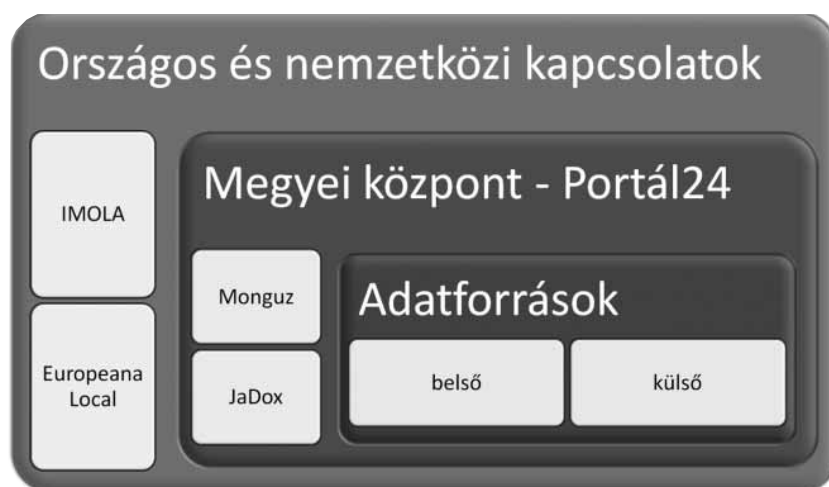 Országos és nemzetközi kapcsolatok
IMOLA
Europeana
Local
Megyei központ - Portál24
Monguz
JaDox
Adatforrások
belső
külső